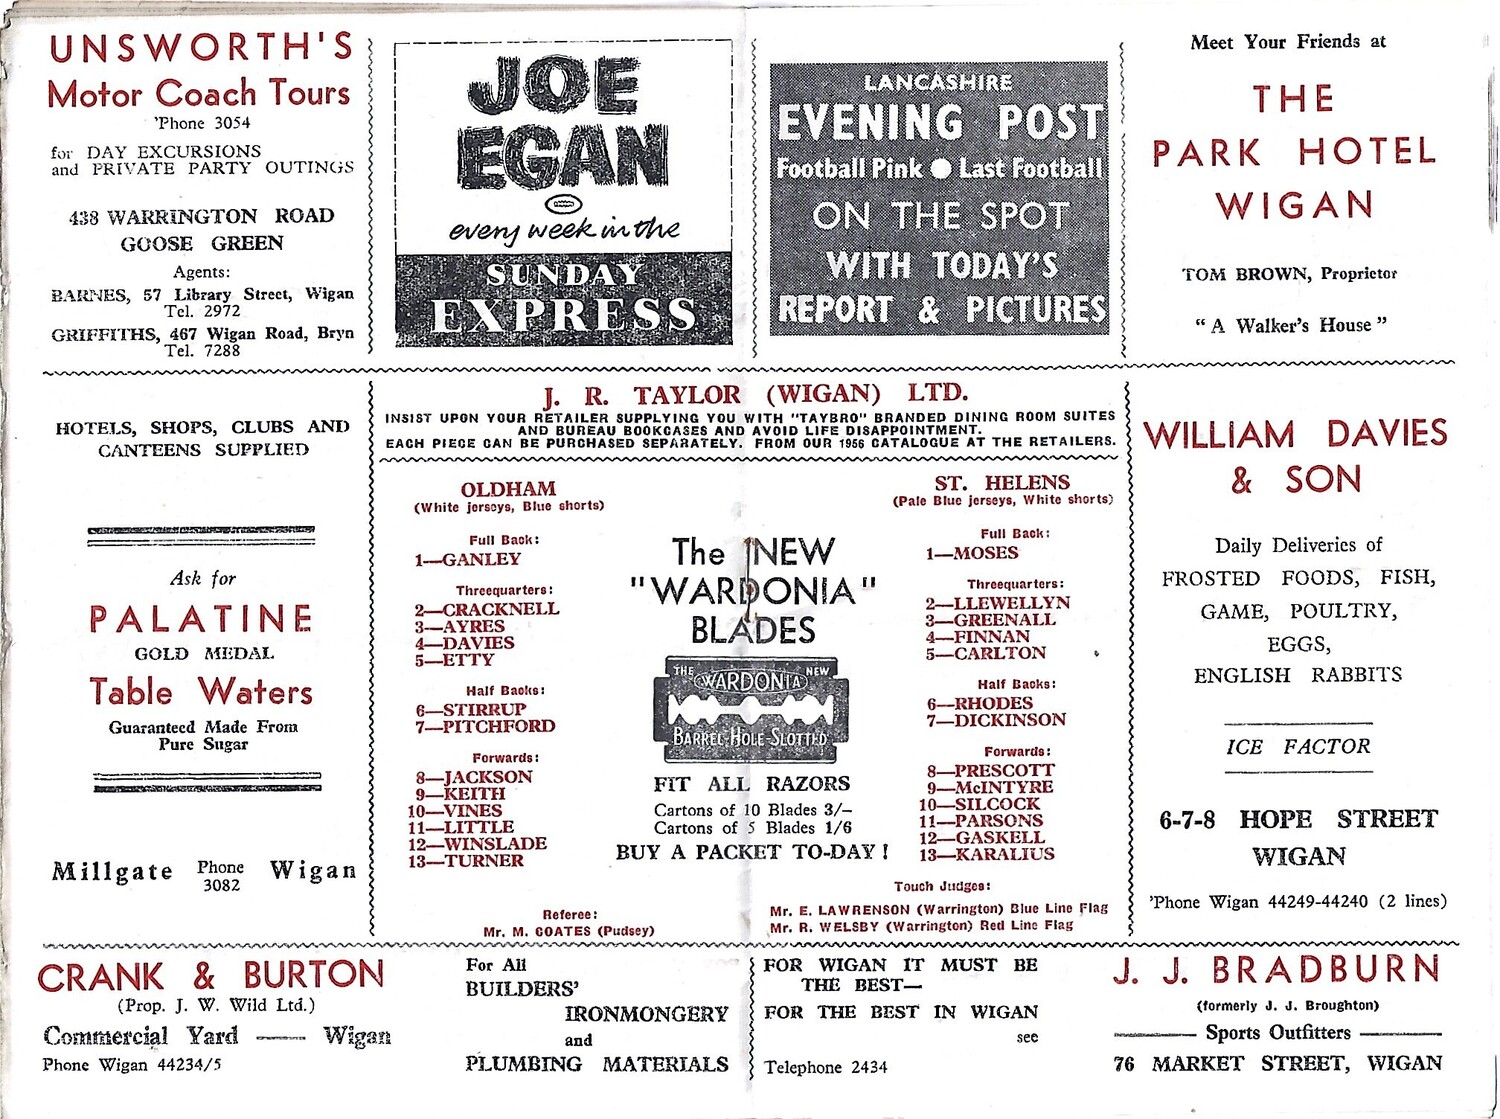 UNSWORTH'S
Motor Coach Tours
'Phone 3054
for DAY EXCURSIONS
and PRIVATE PARTY OUTINGS
438 WARRINGTON ROAD
GOOSE GREEN
Agents:
BARNES, 57 Library Street, Wigan
Tel. 2972
GRIFFITHS, 467 Wigan Road, Bryn
Tel. 7288
JOE
EGAN
every week in the
SUNDAY
EXPRESS
LANCASHIRE
EVENING POST
Football Pink ● Last Football
ON THE SPOT
WITH TODAY'S
REPORT & PICTURES
Meet Your Friends at
THE
PARK HOTEL
WIGAN
TOM BROWN, Proprietor
"A Walker's House"
HOTELS, SHOPS, CLUBS AND
CANTEENS SUPPLIED
Ask for
PALATINE
GOLD MEDAL
Table Waters
Guaranteed Made From
Pure Sugar
Millgate Phone 3082 Wigan
J. R. TAYLOR (WIGAN) LTD.
INSIST UPON YOUR RETAILER SUPPLYING YOU WITH "TAYBRO" BRANDED DINING ROOM SUITES
AND BUREAU BOOKCASES AND AVOID LIFE DISAPPOINTMENT.
EACH PIECE CAN BE PURCHASED SEPARATELY. FROM OUR 1956 CATALOGUE AT THE RETAILERS.
OLDHAM
(White jerseys, Blue shorts)
Full Back:
1—GANLEY
Threequarters:
2—CRACKNELL
3—AYRES
4—DAVIES
5—ETTY
Half Backs:
6—STIRRUP
7—PITCHFORD
Forwards:
8—JACKSON
9—KEITH
10—VINES
11—LITTLE
12—WINSLADE
13—TURNER
Referee:
Mr. M. COATES (Pudsey)
The NEW
"WARDONIA"
BLADES
THE WARDONIA NEW
BARREL-HOLE-SLOTTED
FIT ALL RAZORS
Cartons of 10 Blades 3/-
Cartons of 5 Blades 1/6
BUY A PACKET TO-DAY!
ST. HELENS
(Pale Blue jerseys, White shorts)
Full Back:
1—MOSES
Threequarters:
2—LLEWELLYN
3—GREENALL
4—FINNAN
5—CARLTON
Half Backs:
6—RHODES
7—DICKINSON
Forwards:
8—PRESCOTT
9—McINTYRE
10—SILCOCK
11—PARSONS
12—GASKELL
13—KARALIUS
Touch Judges:
Mr. E. LAWRENSON (Warrington) Blue Line Flag
Mr. R. WELSBY (Warrington) Red Line Flag
WILLIAM DAVIES
& SON
Daily Deliveries of
FROSTED FOODS, FISH,
GAME, POULTRY,
EGGS,
ENGLISH RABBITS
ICE FACTOR
6-7-8 HOPE STREET
WIGAN
'Phone Wigan 44249-44240 (2 lines)
CRANK & BURTON
(Prop. J. W. Wild Ltd.)
Commercial Yard — Wigan
Phone Wigan 44234/5
For All
BUILDERS'
IRONMONGERY
and
PLUMBING MATERIALS
FOR WIGAN IT MUST BE
THE BEST—
FOR THE BEST IN WIGAN
see
Telephone 2434
J. J. BRADBURN
(formerly J. J. Broughton)
Sports Outfitters
76 MARKET STREET, WIGAN